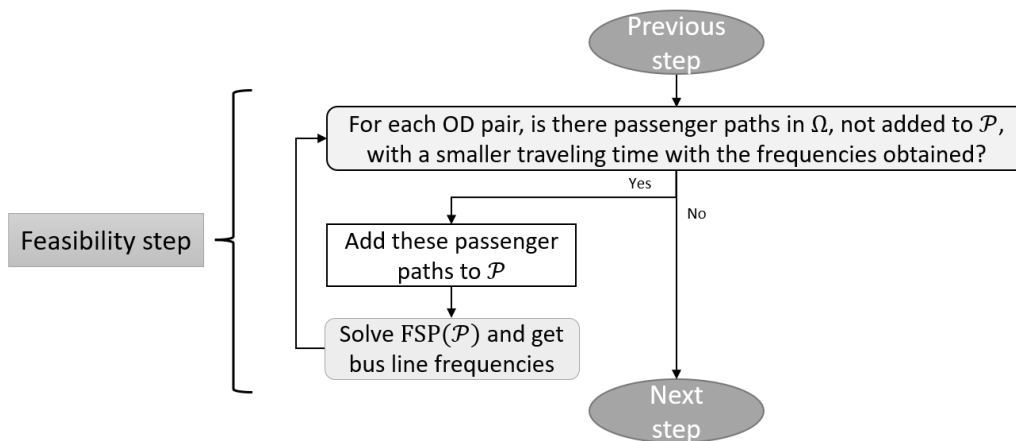 Previous
step
For each OD pair, is there passenger paths in Ω, not added to 𝒫,
with a smaller traveling time with the frequencies obtained?
Yes
No
Feasibility step
Add these passenger
paths to 𝒫
Solve FSP(𝒫) and get
bus line frequencies
Next
step